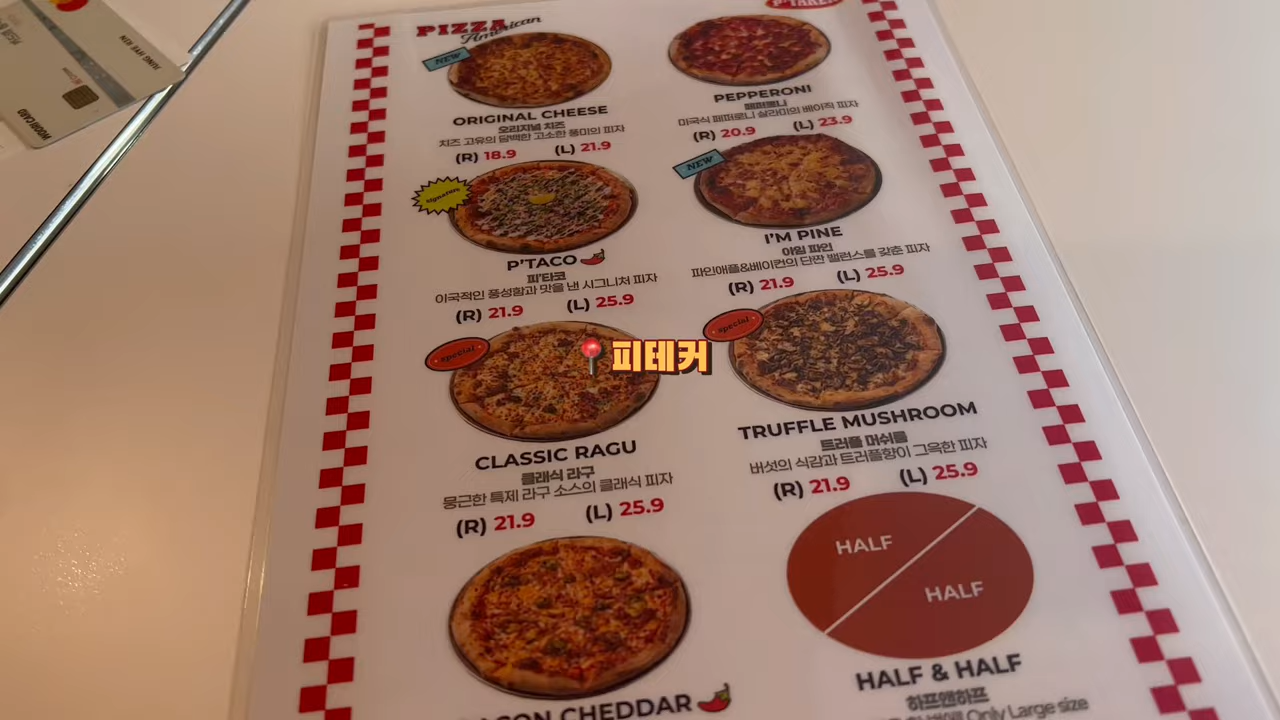 PIZZA
American
P'TAKER
NEW
ORIGINAL CHEESE
오리지널 치즈
치즈 고유의 담백한 고소한 풍미의 피자
(R) 18.9 (L) 21.9
PEPPERONI
페퍼로니
미국식 페퍼로니 살라미의 베이직 피자
(R) 20.9 (L) 23.9
signature
P'TACO
피'타코
이국적인 풍성함과 맛을 낸 시그니처 피자
(R) 21.9 (L) 25.9
NEW
I'M PINE
아임 파인
파인애플&베이컨의 단짠 밸런스를 갖춘 피자
(R) 21.9 (L) 25.9
📍피테커
special
CLASSIC RAGU
클래식 라구
뭉근한 특제 라구 소스의 클래식 피자
(R) 21.9 (L) 25.9
special
TRUFFLE MUSHROOM
트러플 머쉬룸
버섯의 식감과 트러플향이 그윽한 피자
(R) 21.9 (L) 25.9
BACON CHEDDAR
HALF
HALF
HALF & HALF
하프앤하프
Only Large size